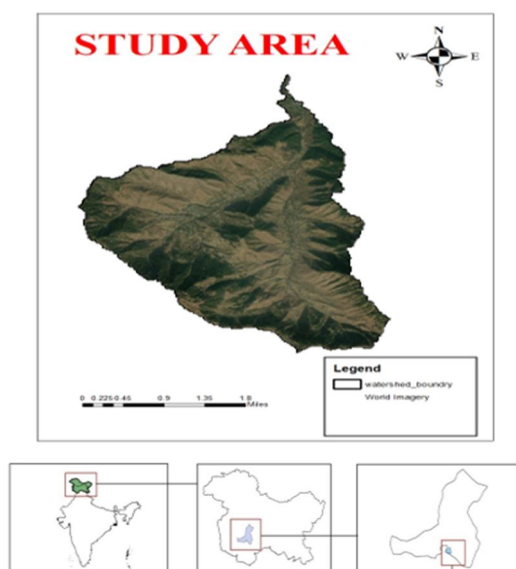 STUDY AREA
N
W E
S
Legend
watershed_boundry
World Imagery
0 0.225 0.45 0.9 1.35 1.8
Miles